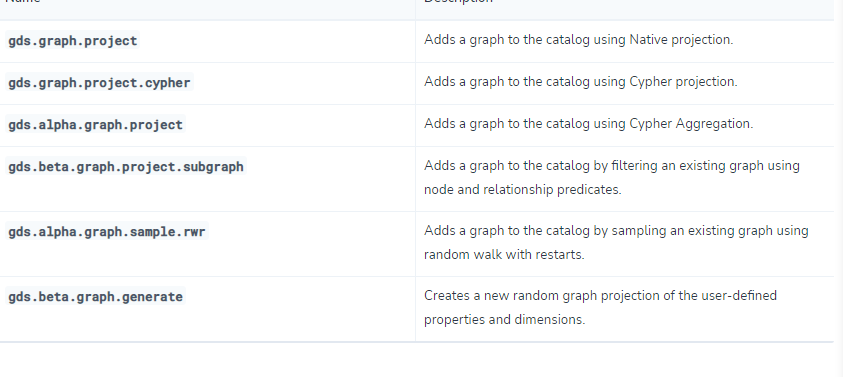 Name Description
gds.graph.project Adds a graph to the catalog using Native projection.
gds.graph.project.cypher Adds a graph to the catalog using Cypher projection.
gds.alpha.graph.project Adds a graph to the catalog using Cypher Aggregation.
gds.beta.graph.project.subgraph Adds a graph to the catalog by filtering an existing graph using
node and relationship predicates.
gds.alpha.graph.sample.rwr Adds a graph to the catalog by sampling an existing graph using
random walk with restarts.
gds.beta.graph.generate Creates a new random graph projection of the user-defined
properties and dimensions.